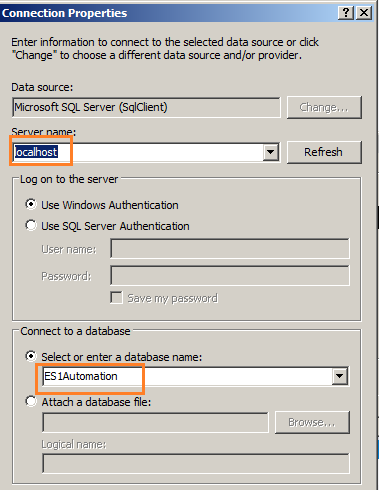 Connection Properties
Enter information to connect to the selected data source or click
"Change" to choose a different data source and/or provider.
Data source:
Microsoft SQL Server (SqlClient)
Change...
Server name:
localhost
Refresh
Log on to the server
Use Windows Authentication
Use SQL Server Authentication
User name:
Password:
Save my password
Connect to a database
Select or enter a database name:
ES1Automation
Attach a database file:
Browse...
Logical name: